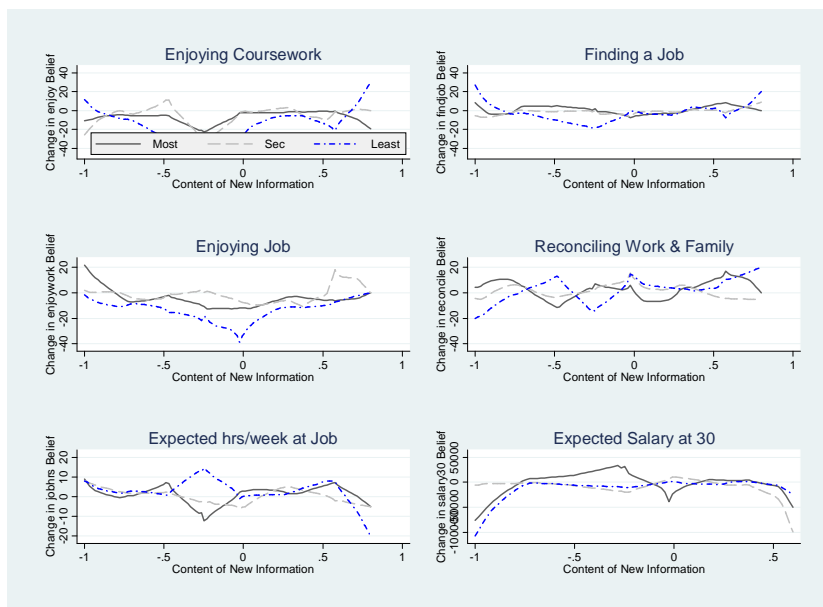 Enjoying Coursework
Change in enjoy Belief
40
20
0
-20
-40
Most Sec Least
-1 -.5 0 .5 1
Content of New Information
Finding a Job
Change in findjob Belief
40
20
0
-20
-40
-1 -.5 0 .5 1
Content of New Information
Enjoying Job
Change in enjoywork Belief
20
0
-20
-40
-1 -.5 0 .5 1
Content of New Information
Reconciling Work & Family
Change in reconcile Belief
20
0
20
-40
-1 -.5 0 .5 1
Content of New Information
Expected hrs/week at Job
Change in jobhrs Belief
20
10
0
-10
-20
-1 -.5 0 .5 1
Content of New Information
Expected Salary at 30
Change in salary30 Belief
50000
0
-1 -.5 0 .5
Content of New Information